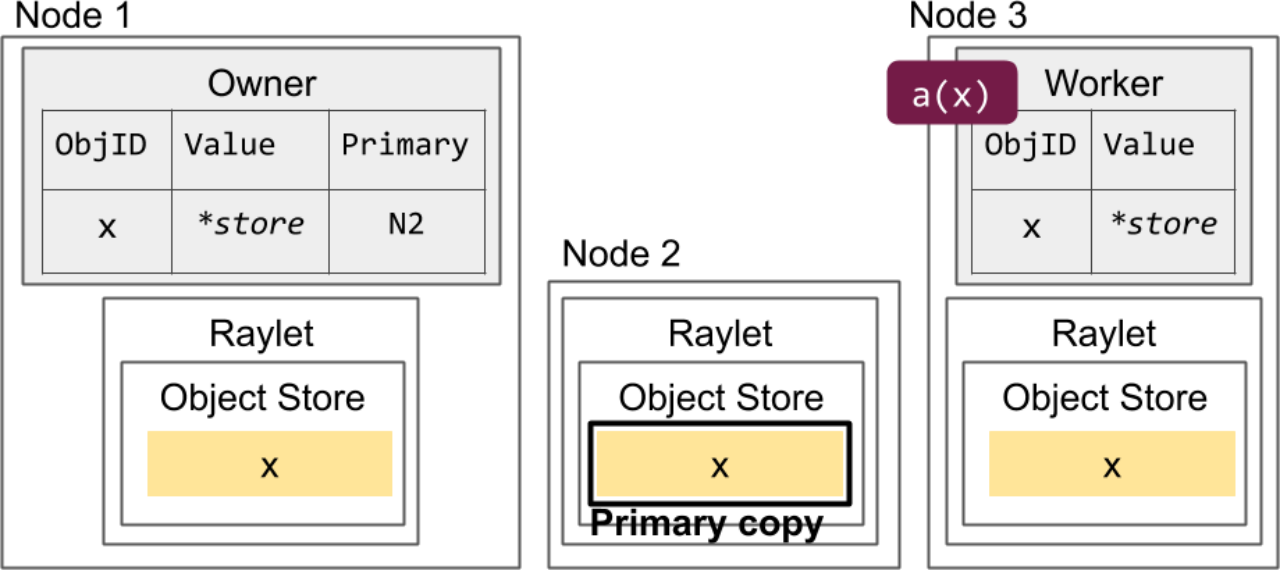 Node 1
Owner
ObjID Value Primary
x *store N2
Raylet
Object Store
x
Node 2
Raylet
Object Store
x
Primary copy
Node 3
a(x)
Worker
ObjID Value
x *store
Raylet
Object Store
x